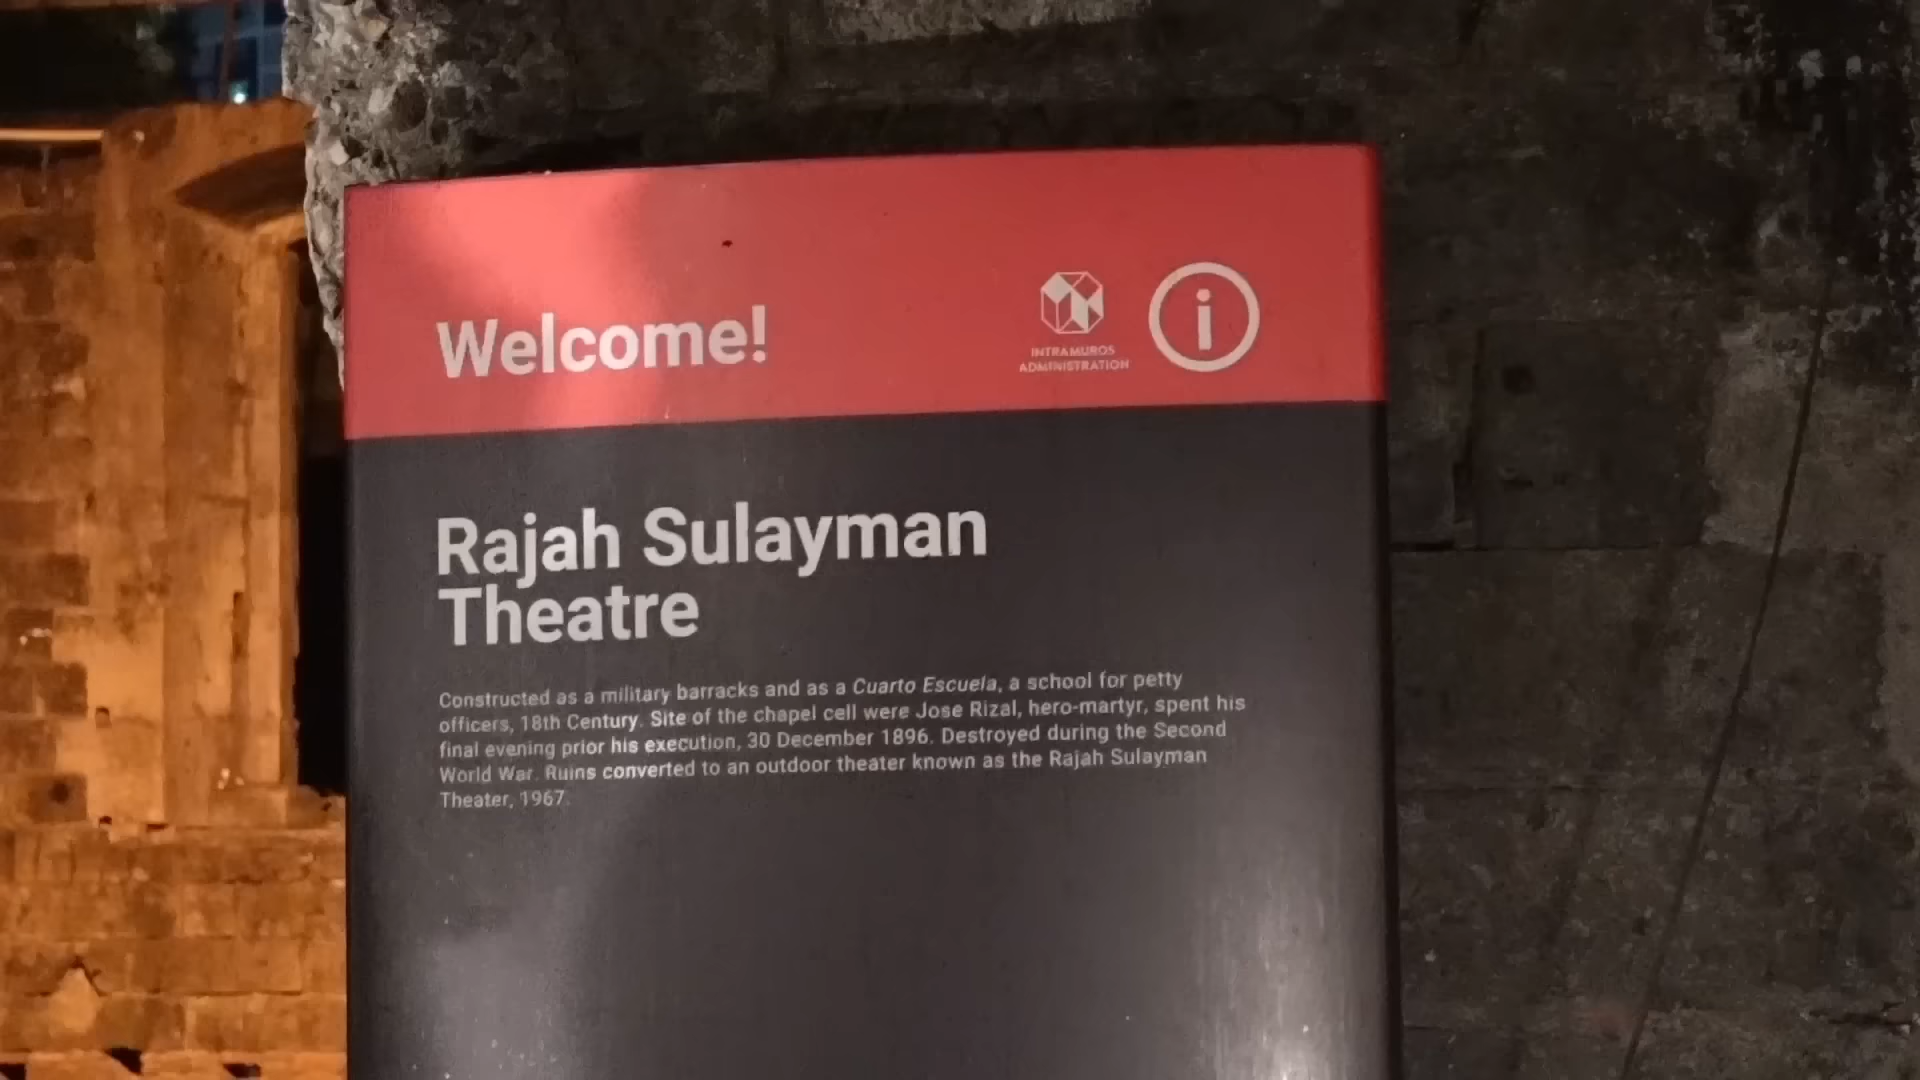 Welcome!
INTRAMUROS
ADMINISTRATION
i
Rajah Sulayman
Theatre
Constructed as a military barracks and as a Cuarto Escuela, a school for petty
officers, 18th Century. Site of the chapel cell were Jose Rizal, hero-martyr, spent his
final evening prior his execution, 30 December 1896. Destroyed during the Second
World War. Ruins converted to an outdoor theater known as the Rajah Sulayman
Theater, 1967.